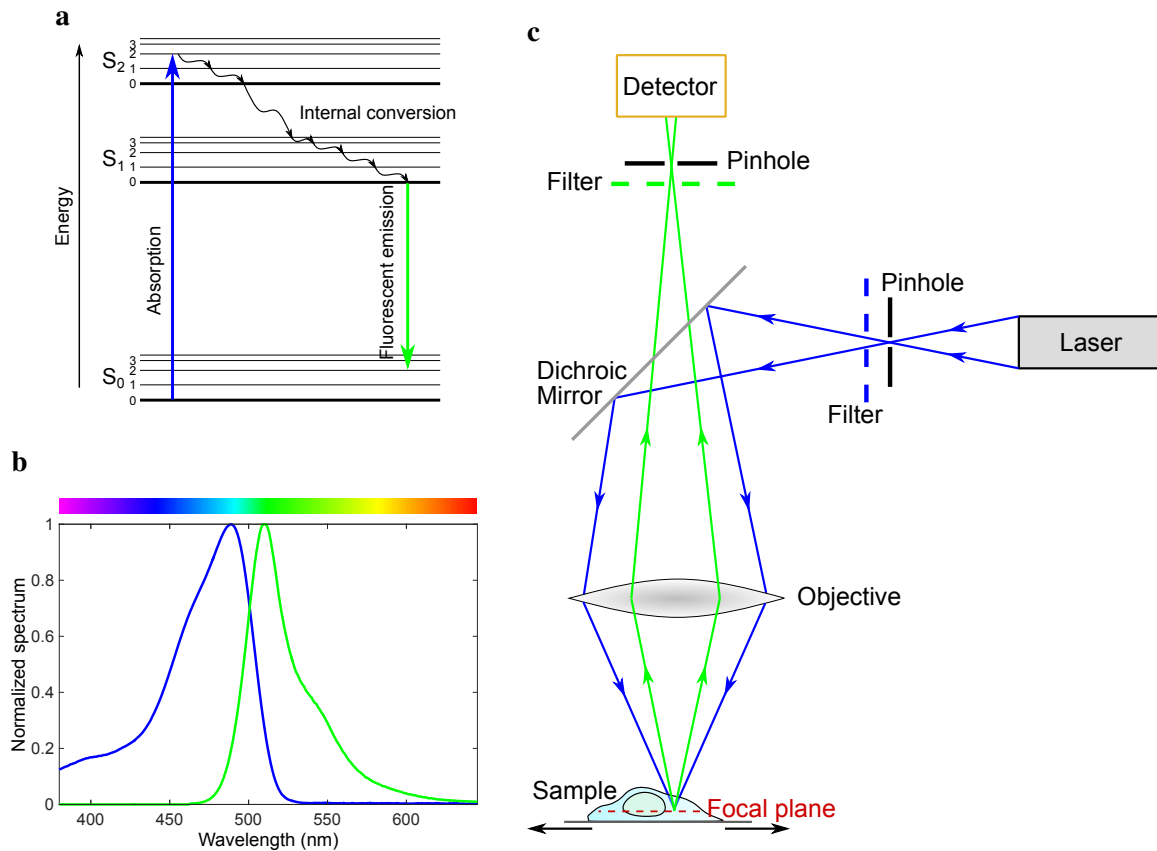 a
Energy
S2
3
2
1
0
Internal conversion
S1
3
2
1
0
Absorption
Fluorescent emission
S0
3
2
1
0
b
Normalized spectrum
1
0.8
0.6
0.4
0.2
0
400
450
500
550
600
Wavelength (nm)
c
Detector
Pinhole
Filter
Pinhole
Laser
Dichroic
Mirror
Filter
Objective
Sample
Focal plane